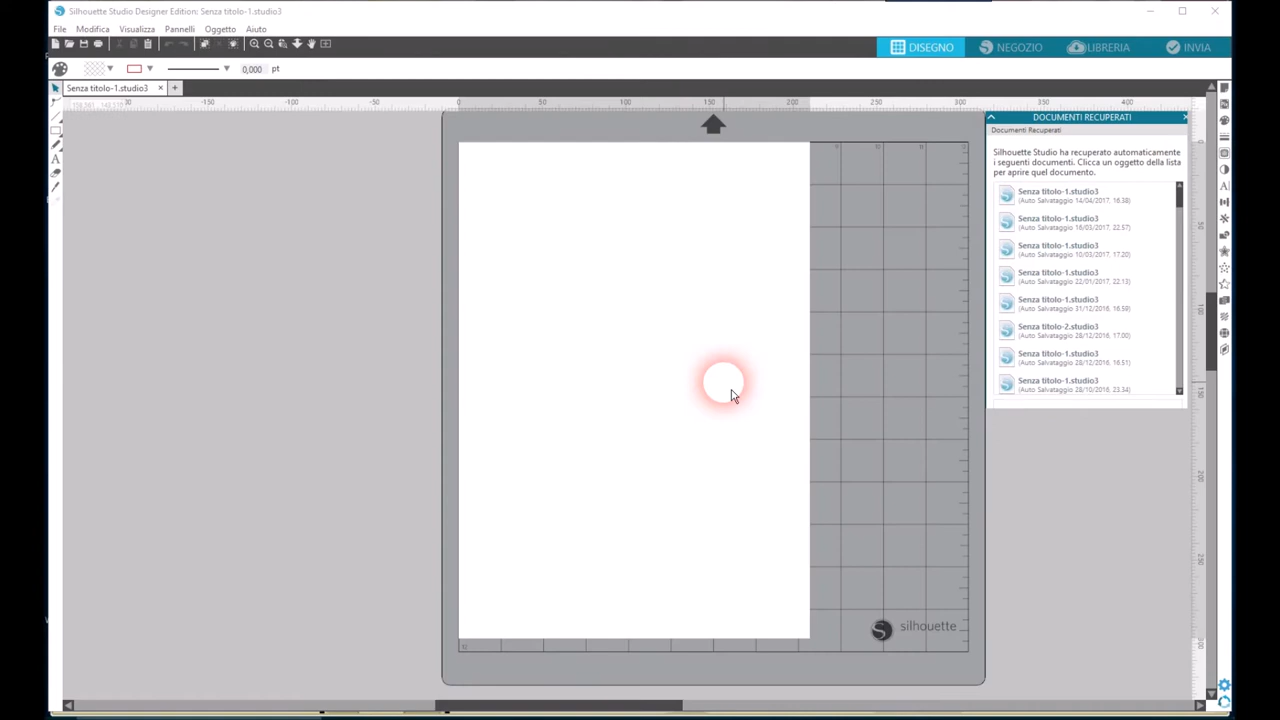 Silhouette Studio Designer Edition: Senza titolo-1.studio3
File Modifica Visualizza Pannelli Oggetto Aiuto
DISEGNO NEGOZIO LIBRERIA INVIA
0,000 pt
Senza titolo-1.studio3
-150 -100 -50 0 50 100 150 200 250 300 350 400
DOCUMENTI RECUPERATI
Documenti Recuperati
Silhouette Studio ha recuperato automaticamente
i seguenti documenti. Clicca un oggetto della lista
per aprire quel documento.
Senza titolo-1.studio3
(Auto Salvataggio 14/04/2017, 16.38)
Senza titolo-1.studio3
(Auto Salvataggio 16/03/2017, 22.57)
Senza titolo-1.studio3
(Auto Salvataggio 10/03/2017, 17.20)
Senza titolo-1.studio3
(Auto Salvataggio 22/01/2017, 22.13)
Senza titolo-1.studio3
(Auto Salvataggio 31/12/2016, 16.59)
Senza titolo-2.studio3
(Auto Salvataggio 28/12/2016, 17.00)
Senza titolo-1.studio3
(Auto Salvataggio 28/12/2016, 16.51)
Senza titolo-1.studio3
(Auto Salvataggio 28/10/2016, 23.34)
silhouette